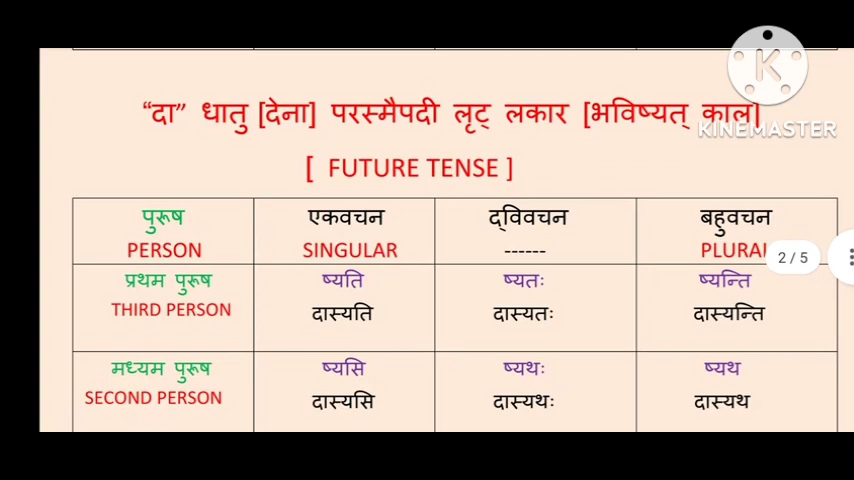 “दा” धातु [देना] परस्मैपदी लृट् लकार [भविष्यत् काल]
KINEMASTER
[ FUTURE TENSE ]
पुरूष एकवचन द्विवचन बहुवचन
PERSON SINGULAR ------ PLURAL
2 / 5
प्रथम पुरूष ष्यति ष्यतः ष्यन्ति
THIRD PERSON दास्यति दास्यतः दास्यन्ति
मध्यम पुरूष ष्यसि ष्यथः ष्यथ
SECOND PERSON दास्यसि दास्यथः दास्यथ